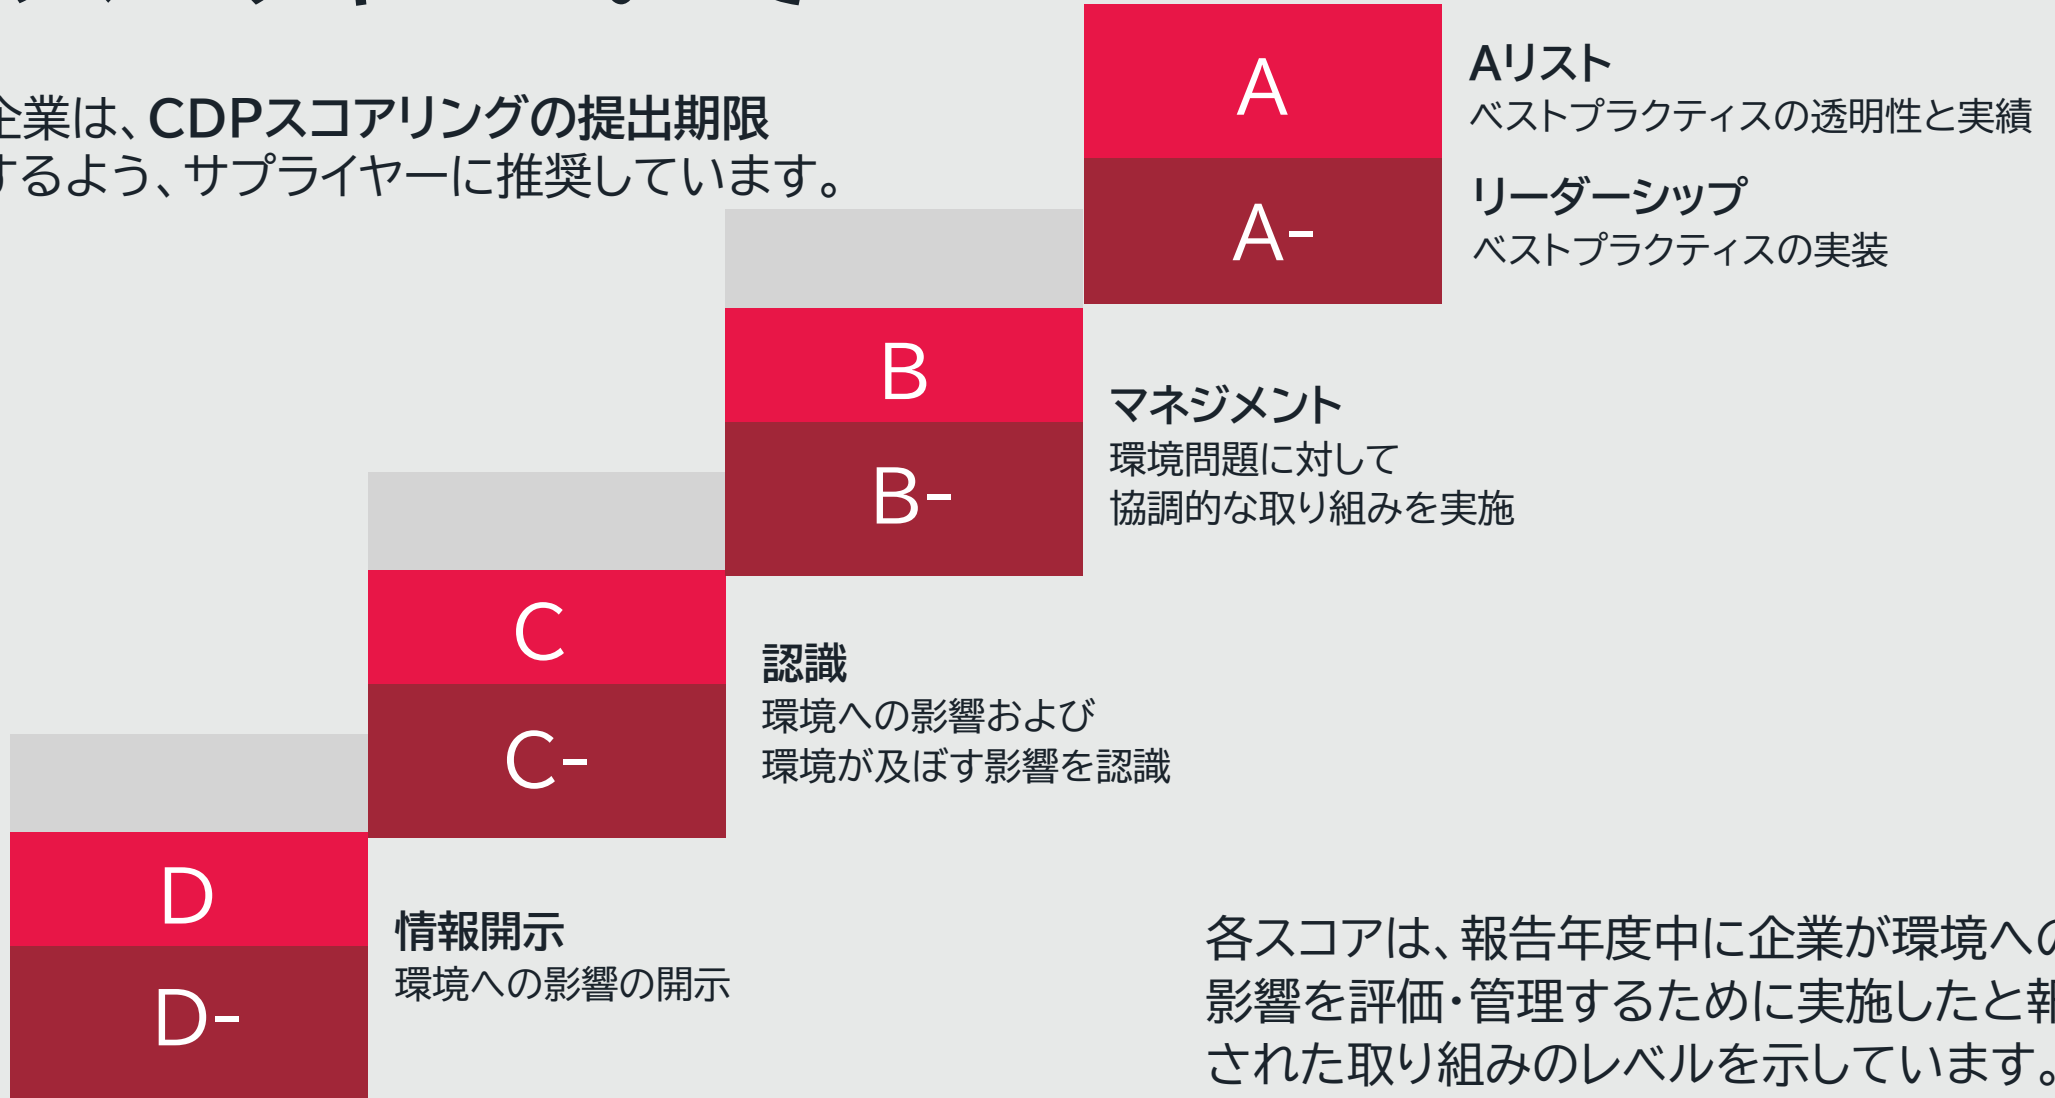 企業は、CDPスコアリングの提出期限
するよう、サプライヤーに推奨しています。
A
Aリスト
ベストプラクティスの透明性と実績
A-
リーダーシップ
ベストプラクティスの実装
B
B-
マネジメント
環境問題に対して
協調的な取り組みを実施
C
C-
認識
環境への影響および
環境が及ぼす影響を認識
D
D-
情報開示
環境への影響の開示
各スコアは、報告年度中に企業が環境への
影響を評価・管理するために実施したと報
された取り組みのレベルを示しています。